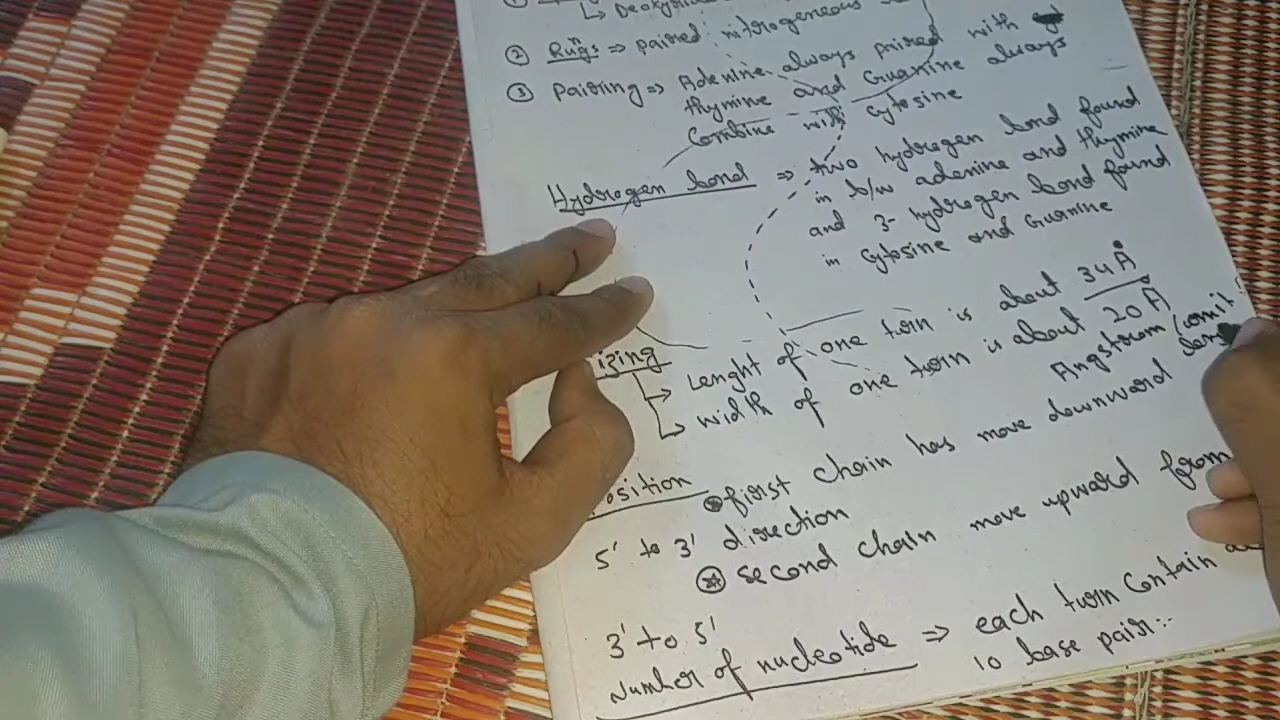 ② Rungs ⇒ paired nitrogeneous
③ Pairing ⇒ Adenine always paired with
thymine and Guanine always
Combine with cytosine
Hydrogen bond ⇒ two hydrogen bond found
in b/w adenine and thymine
and 3- hydrogen bond found
in Cytosine and Guanine
izing
→ Lenght of one turn is about 34 Å
→ width of one turn is about 20 Å
Angstrom
osition
first chain has move downward
5' to 3' direction
second chain move upward from
3' to 5'
Number of nucleotide ⇒ each turn Contain
10 base pair:-